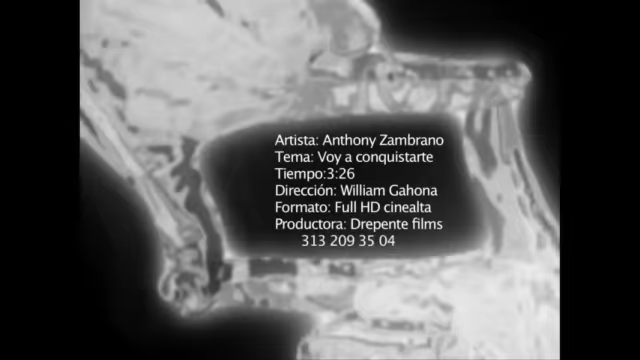 Artista: Anthony Zambrano
Tema: Voy a conquistarte
Tiempo:3:26
Dirección: William Gahona
Formato: Full HD cinealta
Productora: Drepente films
313 209 35 04